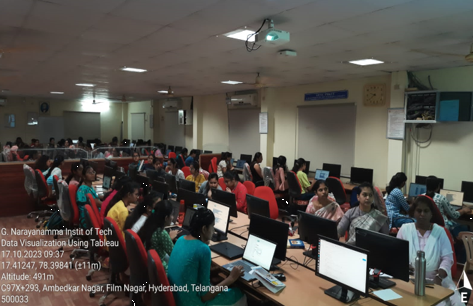 G. Narayanamma Instit of Tech
Data Visualization Using Tableau
17.10.2023 09:37
17.41247, 78.39841 (±11m)
Altitude: 491m
C97X+293, Ambedkar Nagar, Film Nagar, Hyderabad, Telangana
500033
E